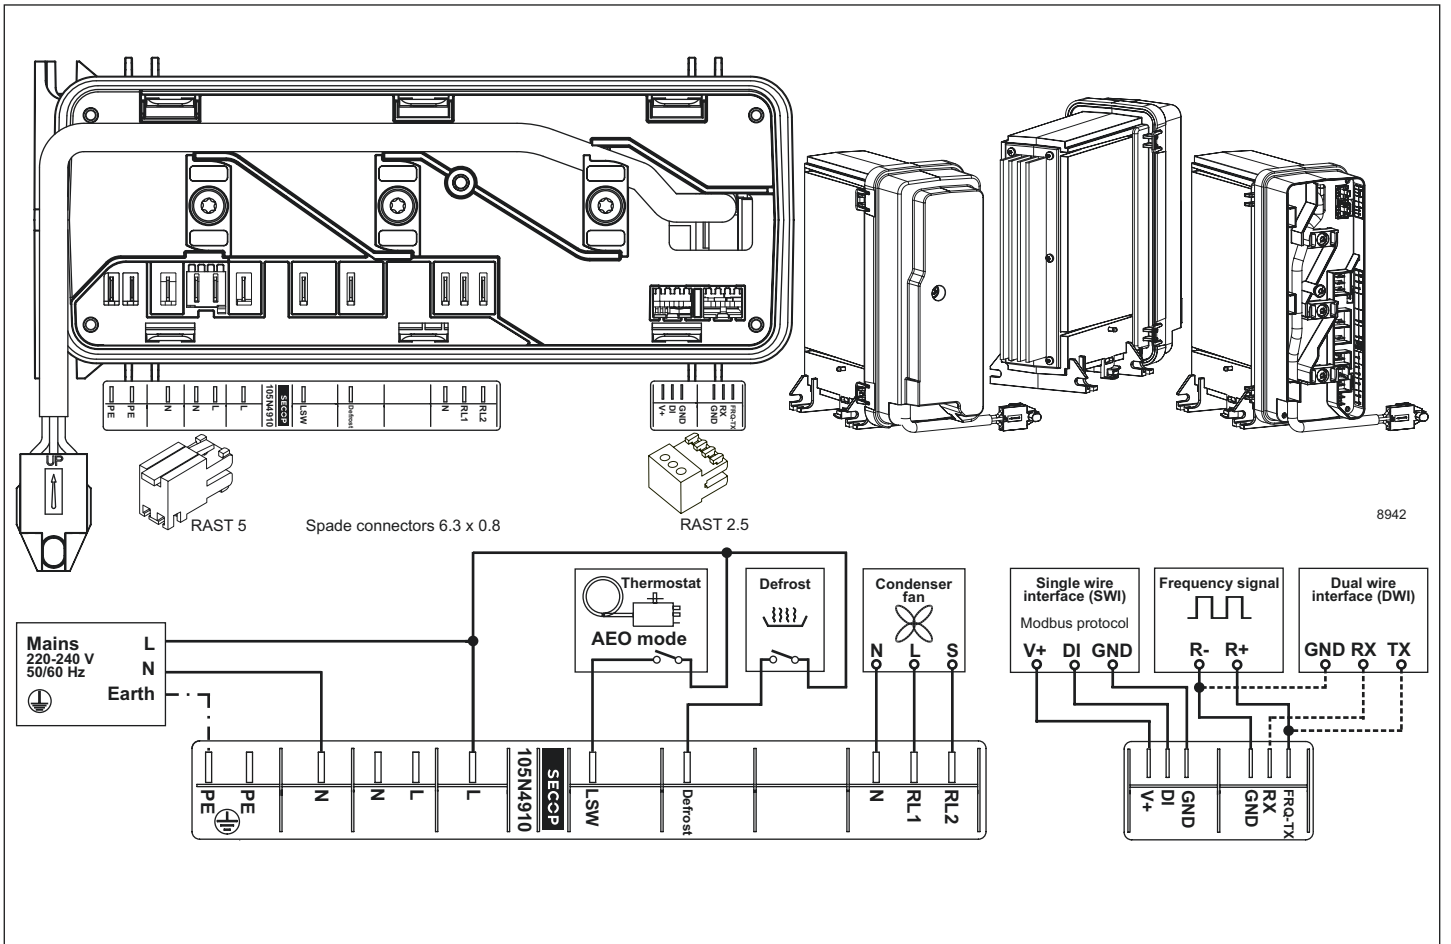 PE
PE
N
N
L
L
105N4910
SECOP
LSW
Defrost
N
RL1
RL2
V+
DI
GND
GND
RX
FRQ-TX
UP
RAST 5
Spade connectors 6.3 x 0.8
RAST 2.5
8942
Mains
220-240 V
50/60 Hz
L
N
Earth
Thermostat
AEO mode
Defrost
Condenser
fan
N L S
Single wire
interface (SWI)
Modbus protocol
V+ DI GND
Frequency signal
R- R+
Dual wire
interface (DWI)
GND RX TX
PE
PE
N
N
L
L
105N4910
SECOP
LSW
Defrost
N
RL1
RL2
V+
DI
GND
GND
RX
FRQ-TX